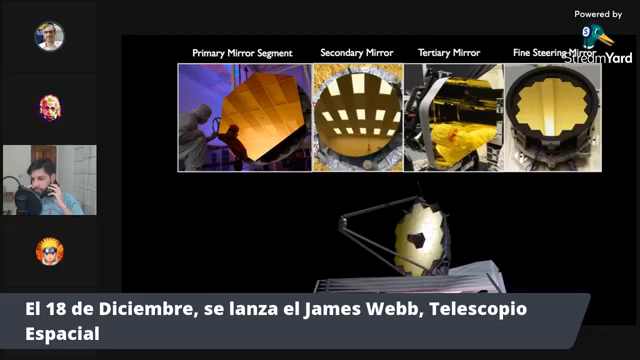 Powered by
StreamYard
Primary Mirror Segment
Secondary Mirror
Tertiary Mirror
Fine Steering Mirror
El 18 de Diciembre, se lanza el James Webb, Telescopio
Espacial